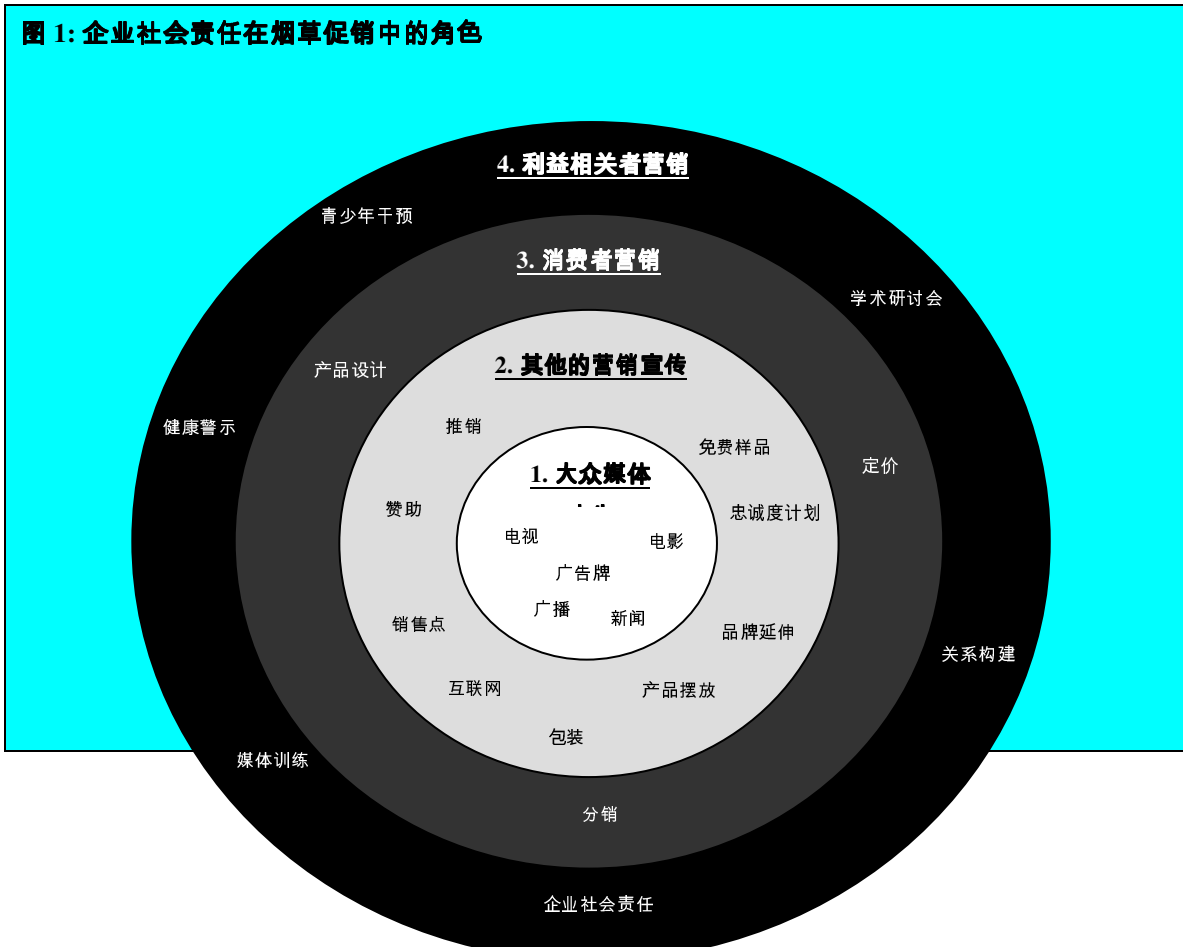 图 1: 企业社会责任在烟草促销中的角色
4. 利益相关者营销
青少年干预
3. 消费者营销
学术研讨会
2. 其他的营销宣传
产品设计
推销
健康警示
免费样品
定价
1. 大众媒体
赞助
忠诚度计划
电视
电影
广告牌
广播
新闻
销售点
品牌延伸
关系构建
互联网
产品摆放
包装
媒体训练
分销
企业社会责任